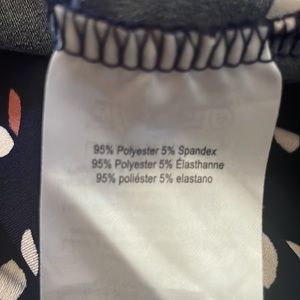 95% Polyester 5% Spandex
95% Polyester 5% Élasthanne
95% poliéster 5% elastano